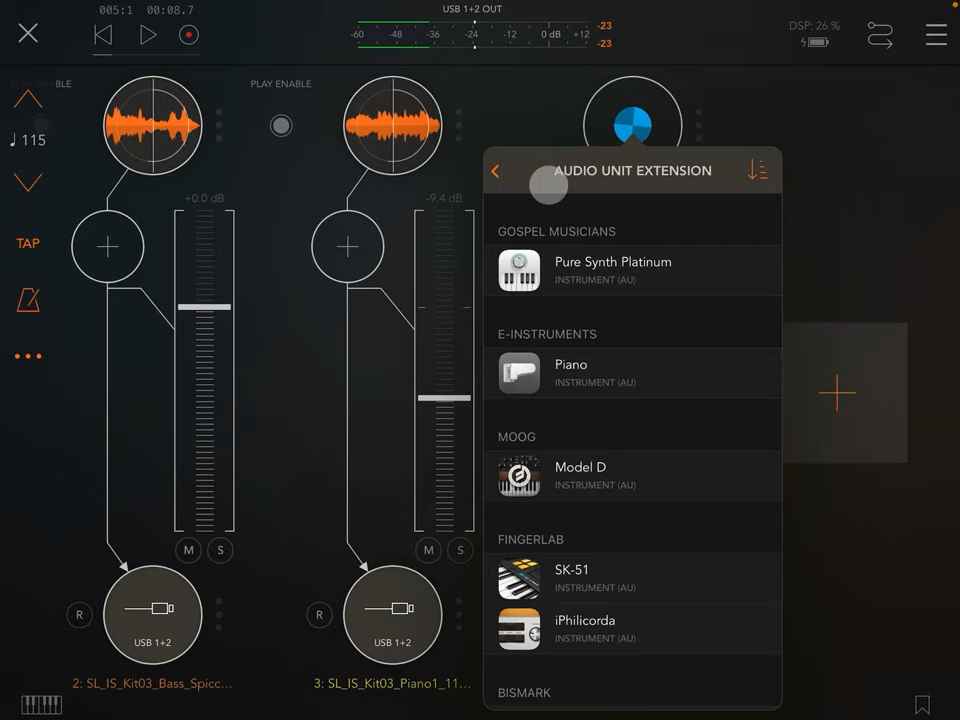 005:1 00:08.7
USB 1+2 OUT
-60 -48 -36 -24 -12 0 dB +12
-23
-23
DSP: 26 %
PLAY ENABLE
115
TAP
+0.0 dB
-9.4 dB
AUDIO UNIT EXTENSION
GOSPEL MUSICIANS
Pure Synth Platinum
INSTRUMENT (AU)
E-INSTRUMENTS
Piano
INSTRUMENT (AU)
MOOG
Model D
INSTRUMENT (AU)
FINGERLAB
SK-51
INSTRUMENT (AU)
iPhilicorda
INSTRUMENT (AU)
BISMARK
M S
M S
R
USB 1+2
R
USB 1+2
2: SL_IS_Kit03_Bass_Spicc...
3: SL_IS_Kit03_Piano1_11...